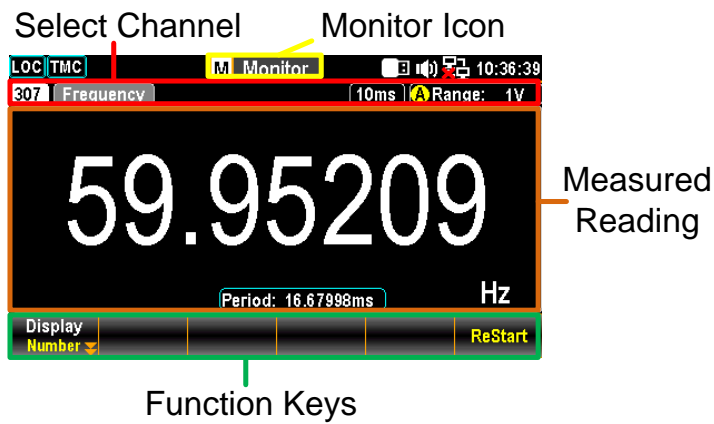 Select Channel Monitor Icon
LOC TMC M Monitor 10:36:39
307 Frequency 10ms A Range: 1V
59.95209
Measured
Reading
Period: 16.67998ms Hz
Display
Number ReStart
Function Keys